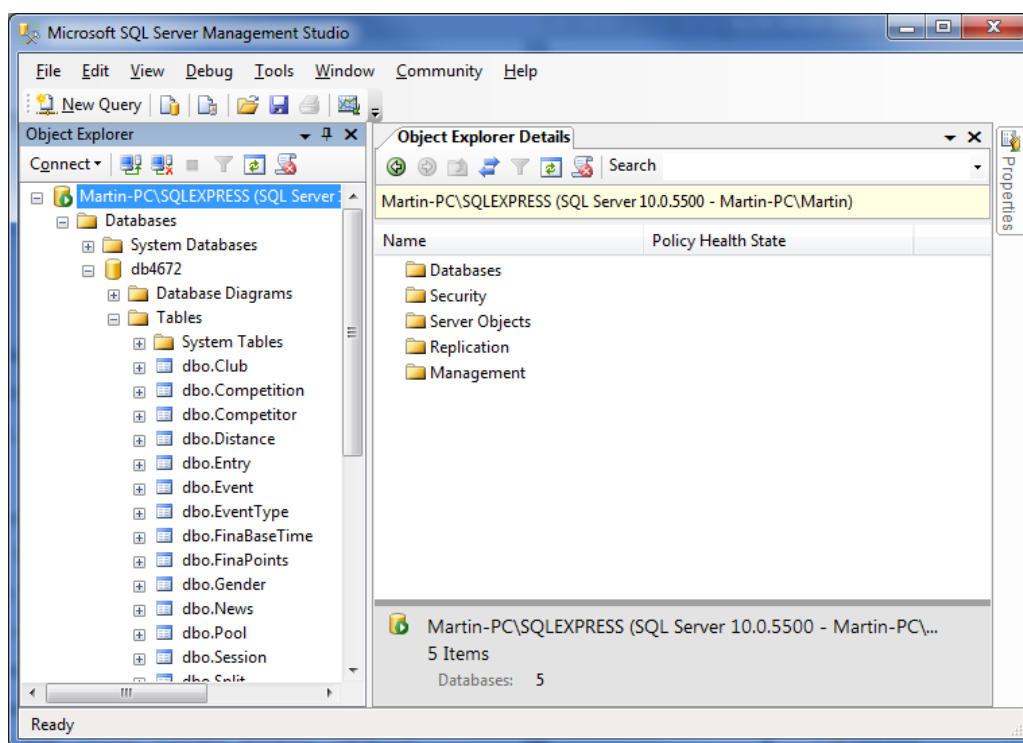 Microsoft SQL Server Management Studio
File Edit View Debug Tools Window Community Help
New Query
Object Explorer
Connect
Martin-PC\SQLEXPRESS (SQL Server
Databases
System Databases
db4672
Database Diagrams
Tables
System Tables
dbo.Club
dbo.Competition
dbo.Competitor
dbo.Distance
dbo.Entry
dbo.Event
dbo.EventType
dbo.FinaBaseTime
dbo.FinaPoints
dbo.Gender
dbo.News
dbo.Pool
dbo.Session
dbo.Split
Object Explorer Details
Search
Martin-PC\SQLEXPRESS (SQL Server 10.0.5500 - Martin-PC\Martin)
Name Policy Health State
Databases
Security
Server Objects
Replication
Management
Martin-PC\SQLEXPRESS (SQL Server 10.0.5500 - Martin-PC\...
5 Items
Databases: 5
Properties
Ready